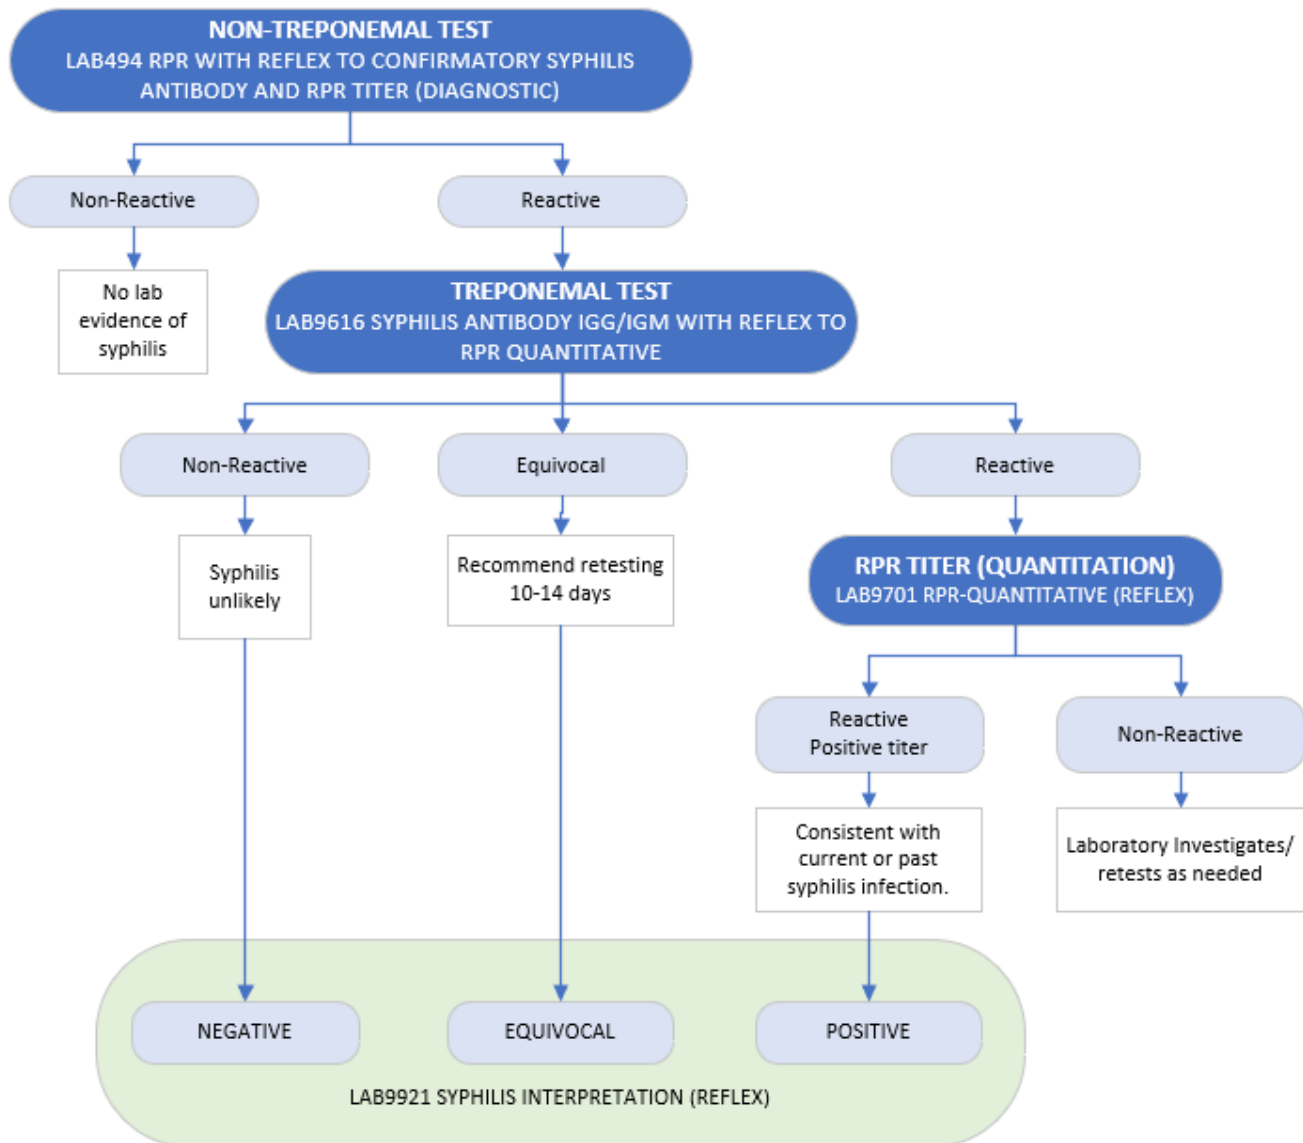 NON-TREPONEMAL TEST
LAB494 RPR WITH REFLEX TO CONFIRMATORY SYPHILIS
ANTIBODY AND RPR TITER (DIAGNOSTIC)
Non-Reactive
Reactive
No lab
evidence of
syphilis
TREPONEMAL TEST
LAB9616 SYPHILIS ANTIBODY IGG/IGM WITH REFLEX TO
RPR QUANTITATIVE
Non-Reactive
Equivocal
Reactive
Syphilis
unlikely
Recommend retesting
10-14 days
RPR TITER (QUANTITATION)
LAB9701 RPR-QUANTITATIVE (REFLEX)
Reactive
Positive titer
Non-Reactive
Consistent with
current or past
syphilis infection.
Laboratory Investigates/
retests as needed
NEGATIVE
EQUIVOCAL
POSITIVE
LAB9921 SYPHILIS INTERPRETATION (REFLEX)